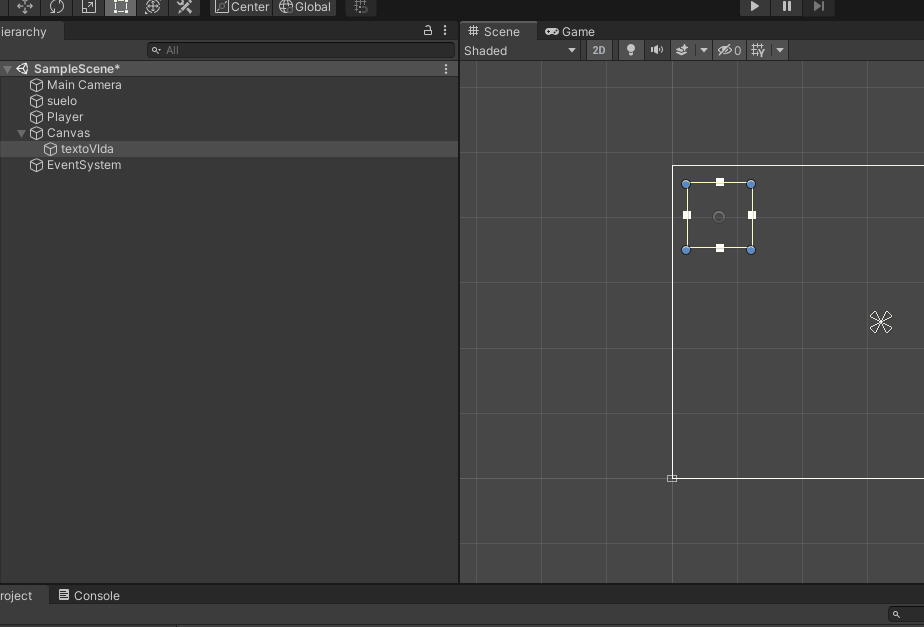 Center Global
ierarchy
All
SampleScene*
Main Camera
suelo
Player
Canvas
textoVIda
EventSystem
Scene Game
Shaded 2D 0
roject Console